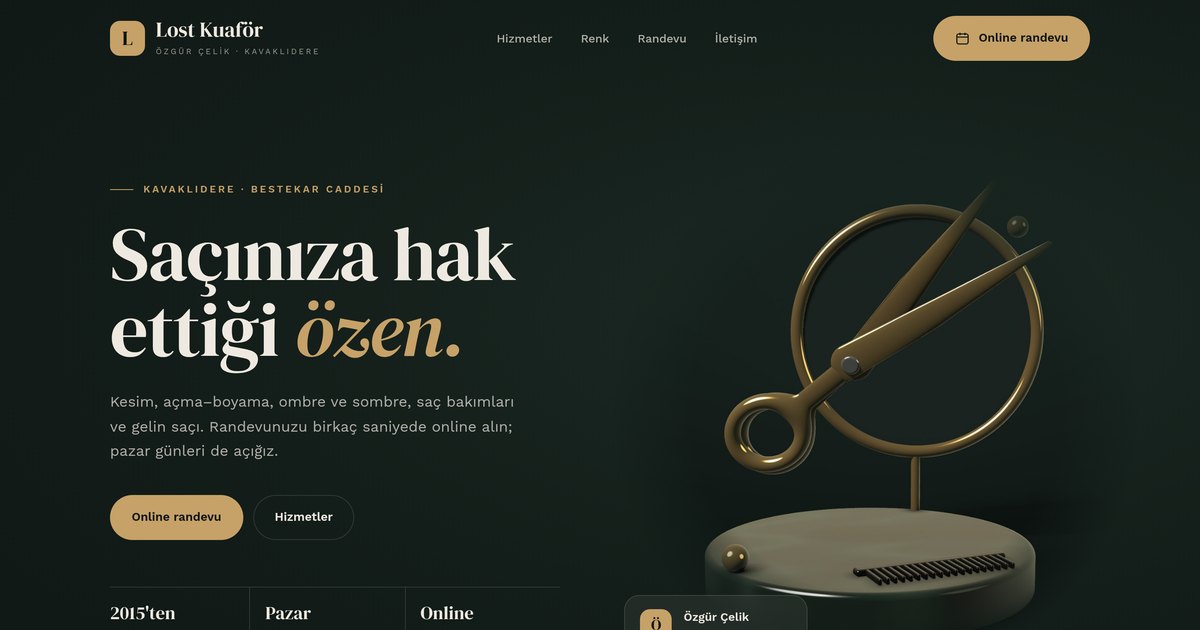 L
Lost Kuaför
ÖZGÜR ÇELİK · KAVAKLIDERE
Hizmetler
Renk
Randevu
İletişim
Online randevu
KAVAKLIDERE · BESTEKAR CADDESİ
Saçınıza hak
ettiği özen.
Kesim, açma–boyama, ombre ve sombre, saç bakımları
ve gelin saçı. Randevunuzu birkaç saniyede online alın;
pazar günleri de açığız.
Online randevu
Hizmetler
2015'ten
Pazar
Online
Ö
Özgür Çelik